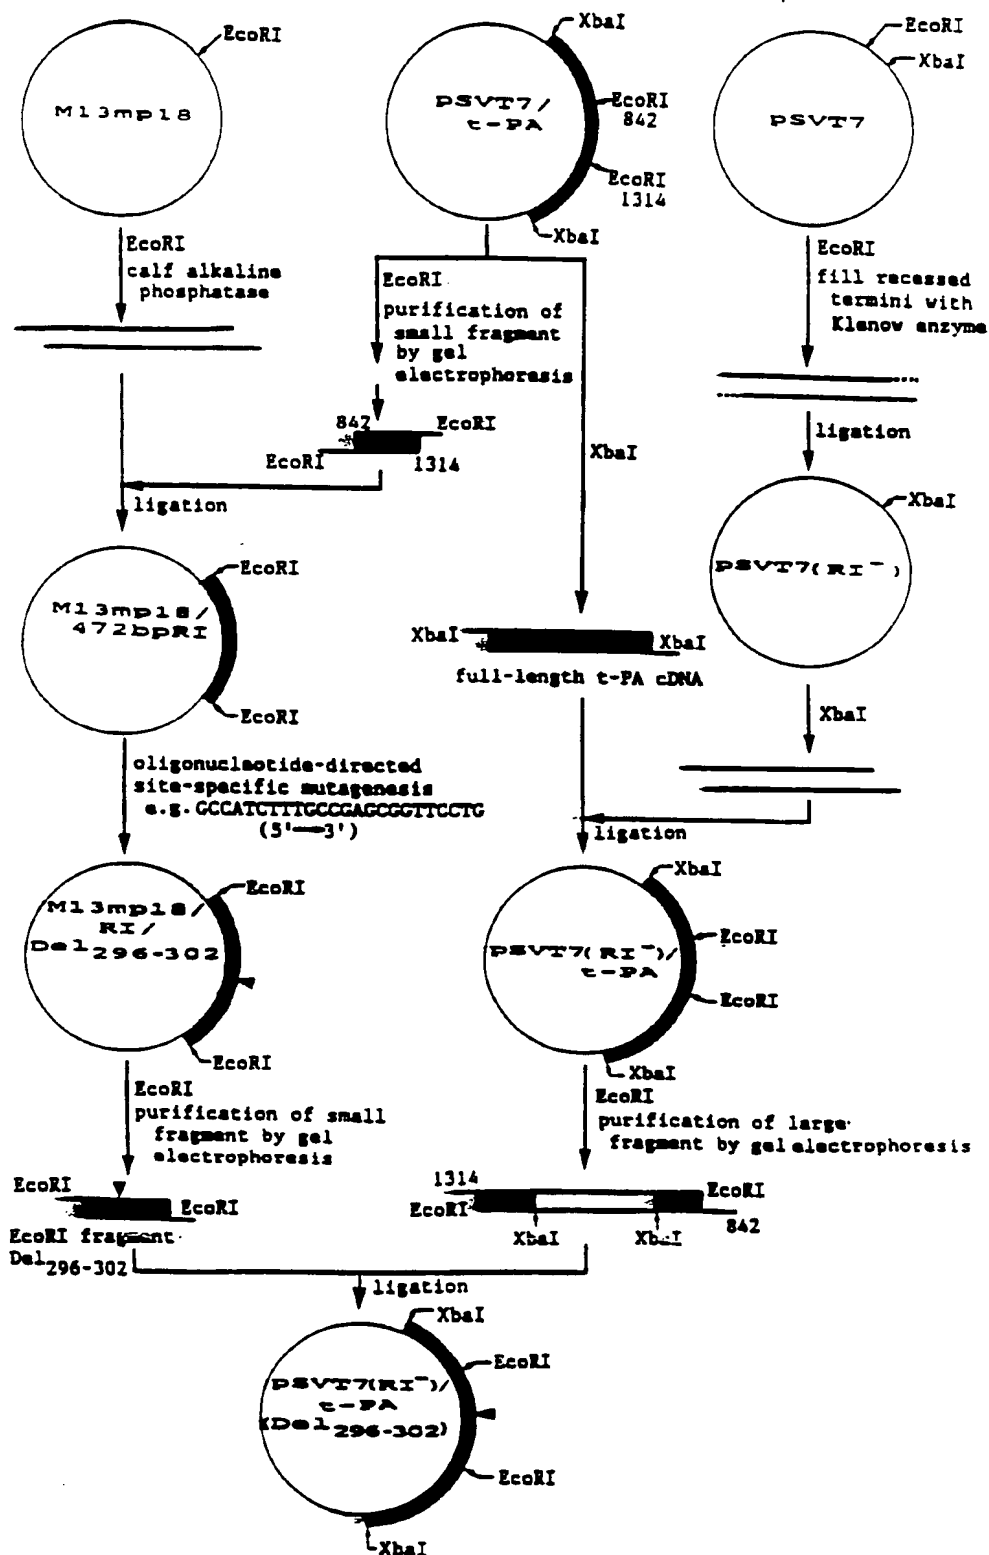 EcoRI
M13mp18
XbaI
pSVT7/
t-PA
EcoRI
842
EcoRI
1314
XbaI
EcoRI
XbaI
pSVT7
EcoRI
calf alkaline
phosphatase
EcoRI
purification of
small fragment
by gel
electrophoresis
EcoRI
fill recessed
termini with
Klenow enzyme
842
EcoRI
EcoRI
1314
ligation
XbaI
ligation
XbaI
pSVT7(RI⁻)
EcoRI
M13mp18/
472bpRI
EcoRI
XbaI
XbaI
full-length t-PA cDNA
XbaI
oligonucleotide-directed
site-specific mutagenesis
e.g. GCCATCTTTGCCGAGCGGTTCCTG
(5'→3')
ligation
EcoRI
M13mp18/
RI/
Del296-302
EcoRI
XbaI
EcoRI
pSVT7(RI⁻)/
t-PA
EcoRI
XbaI
EcoRI
purification of small
fragment by gel
electrophoresis
EcoRI
purification of large
fragment by gel electrophoresis
EcoRI
EcoRI
EcoRI fragment
Del296-302
1314
EcoRI
EcoRI
842
XbaI
XbaI
ligation
XbaI
EcoRI
pSVT7(RI⁻)/
t-PA
(Del296-302)
EcoRI
XbaI